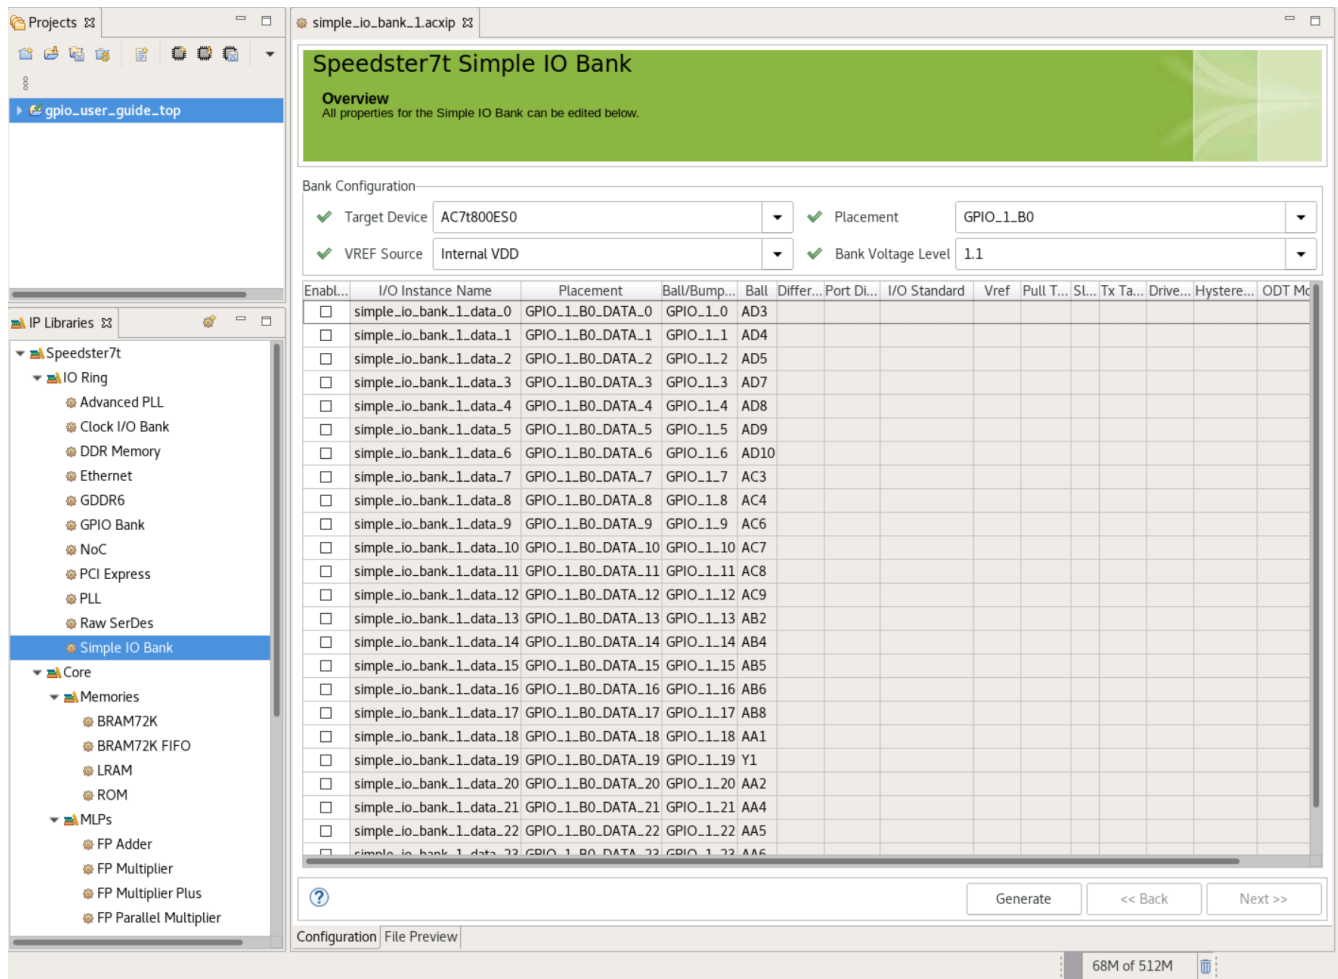 Projects
gpio_user_guide_top
IP Libraries
Speedster7t
IO Ring
Advanced PLL
Clock I/O Bank
DDR Memory
Ethernet
GDDR6
GPIO Bank
NoC
PCI Express
PLL
Raw SerDes
Simple IO Bank
Core
Memories
BRAM72K
BRAM72K FIFO
LRAM
ROM
MLPs
FP Adder
FP Multiplier
FP Multiplier Plus
FP Parallel Multiplier
simple_io_bank_1.acxip
Speedster7t Simple IO Bank
Overview
All properties for the Simple IO Bank can be edited below.
Bank Configuration
Target Device AC7t800ES0 Placement GPIO_1_B0
VREF Source Internal VDD Bank Voltage Level 1.1
Enabl... I/O Instance Name Placement Ball/Bump... Ball Differ... Port Di... I/O Standard Vref Pull T... Sl... Tx Ta... Drive... Hystere... ODT Mo
simple_io_bank_1_data_0 GPIO_1_B0_DATA_0 GPIO_1_0 AD3
simple_io_bank_1_data_1 GPIO_1_B0_DATA_1 GPIO_1_1 AD4
simple_io_bank_1_data_2 GPIO_1_B0_DATA_2 GPIO_1_2 AD5
simple_io_bank_1_data_3 GPIO_1_B0_DATA_3 GPIO_1_3 AD7
simple_io_bank_1_data_4 GPIO_1_B0_DATA_4 GPIO_1_4 AD8
simple_io_bank_1_data_5 GPIO_1_B0_DATA_5 GPIO_1_5 AD9
simple_io_bank_1_data_6 GPIO_1_B0_DATA_6 GPIO_1_6 AD10
simple_io_bank_1_data_7 GPIO_1_B0_DATA_7 GPIO_1_7 AC3
simple_io_bank_1_data_8 GPIO_1_B0_DATA_8 GPIO_1_8 AC4
simple_io_bank_1_data_9 GPIO_1_B0_DATA_9 GPIO_1_9 AC6
simple_io_bank_1_data_10 GPIO_1_B0_DATA_10 GPIO_1_10 AC7
simple_io_bank_1_data_11 GPIO_1_B0_DATA_11 GPIO_1_11 AC8
simple_io_bank_1_data_12 GPIO_1_B0_DATA_12 GPIO_1_12 AC9
simple_io_bank_1_data_13 GPIO_1_B0_DATA_13 GPIO_1_13 AB2
simple_io_bank_1_data_14 GPIO_1_B0_DATA_14 GPIO_1_14 AB4
simple_io_bank_1_data_15 GPIO_1_B0_DATA_15 GPIO_1_15 AB5
simple_io_bank_1_data_16 GPIO_1_B0_DATA_16 GPIO_1_16 AB6
simple_io_bank_1_data_17 GPIO_1_B0_DATA_17 GPIO_1_17 AB8
simple_io_bank_1_data_18 GPIO_1_B0_DATA_18 GPIO_1_18 AA1
simple_io_bank_1_data_19 GPIO_1_B0_DATA_19 GPIO_1_19 Y1
simple_io_bank_1_data_20 GPIO_1_B0_DATA_20 GPIO_1_20 AA2
simple_io_bank_1_data_21 GPIO_1_B0_DATA_21 GPIO_1_21 AA4
simple_io_bank_1_data_22 GPIO_1_B0_DATA_22 GPIO_1_22 AA5
simple_io_bank_1_data_23 GPIO_1_B0_DATA_23 GPIO_1_23 AA6
Generate << Back Next >>
Configuration File Preview
68M of 512M